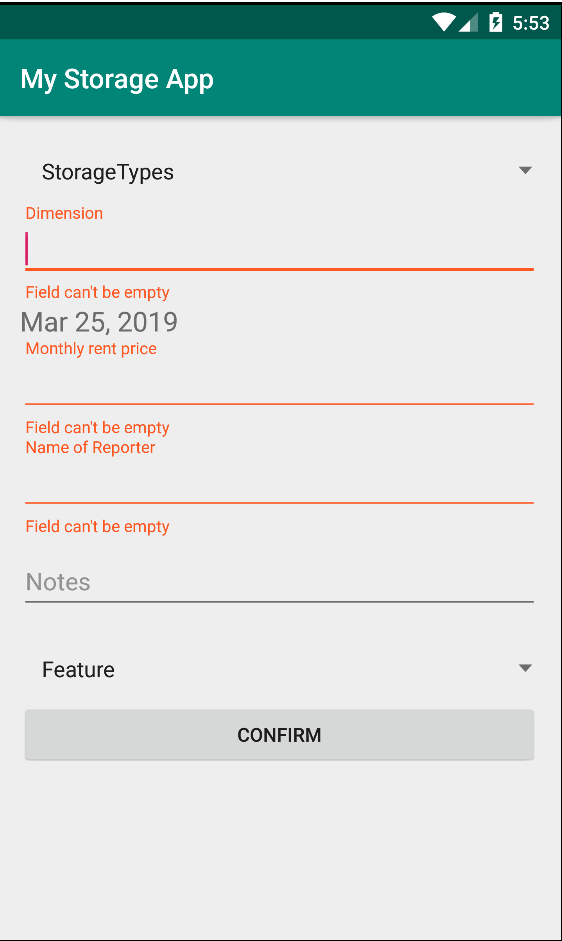 5:53
My Storage App
StorageTypes
Dimension
Field can't be empty
Mar 25, 2019
Monthly rent price
Field can't be empty
Name of Reporter
Field can't be empty
Notes
Feature
CONFIRM